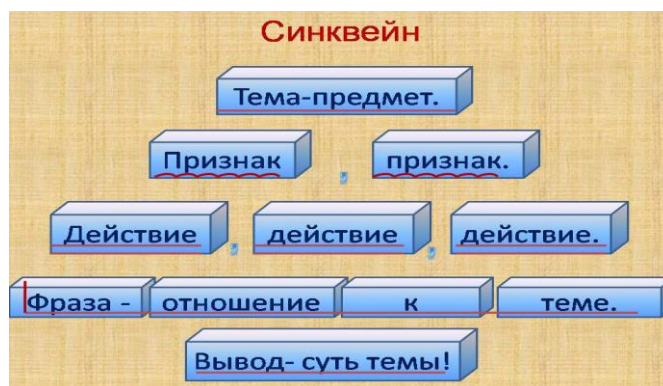 Синквейн
Тема-предмет.
Признак , признак.
Действие , действие , действие.
Фраза - отношение к теме.
Вывод- суть темы!